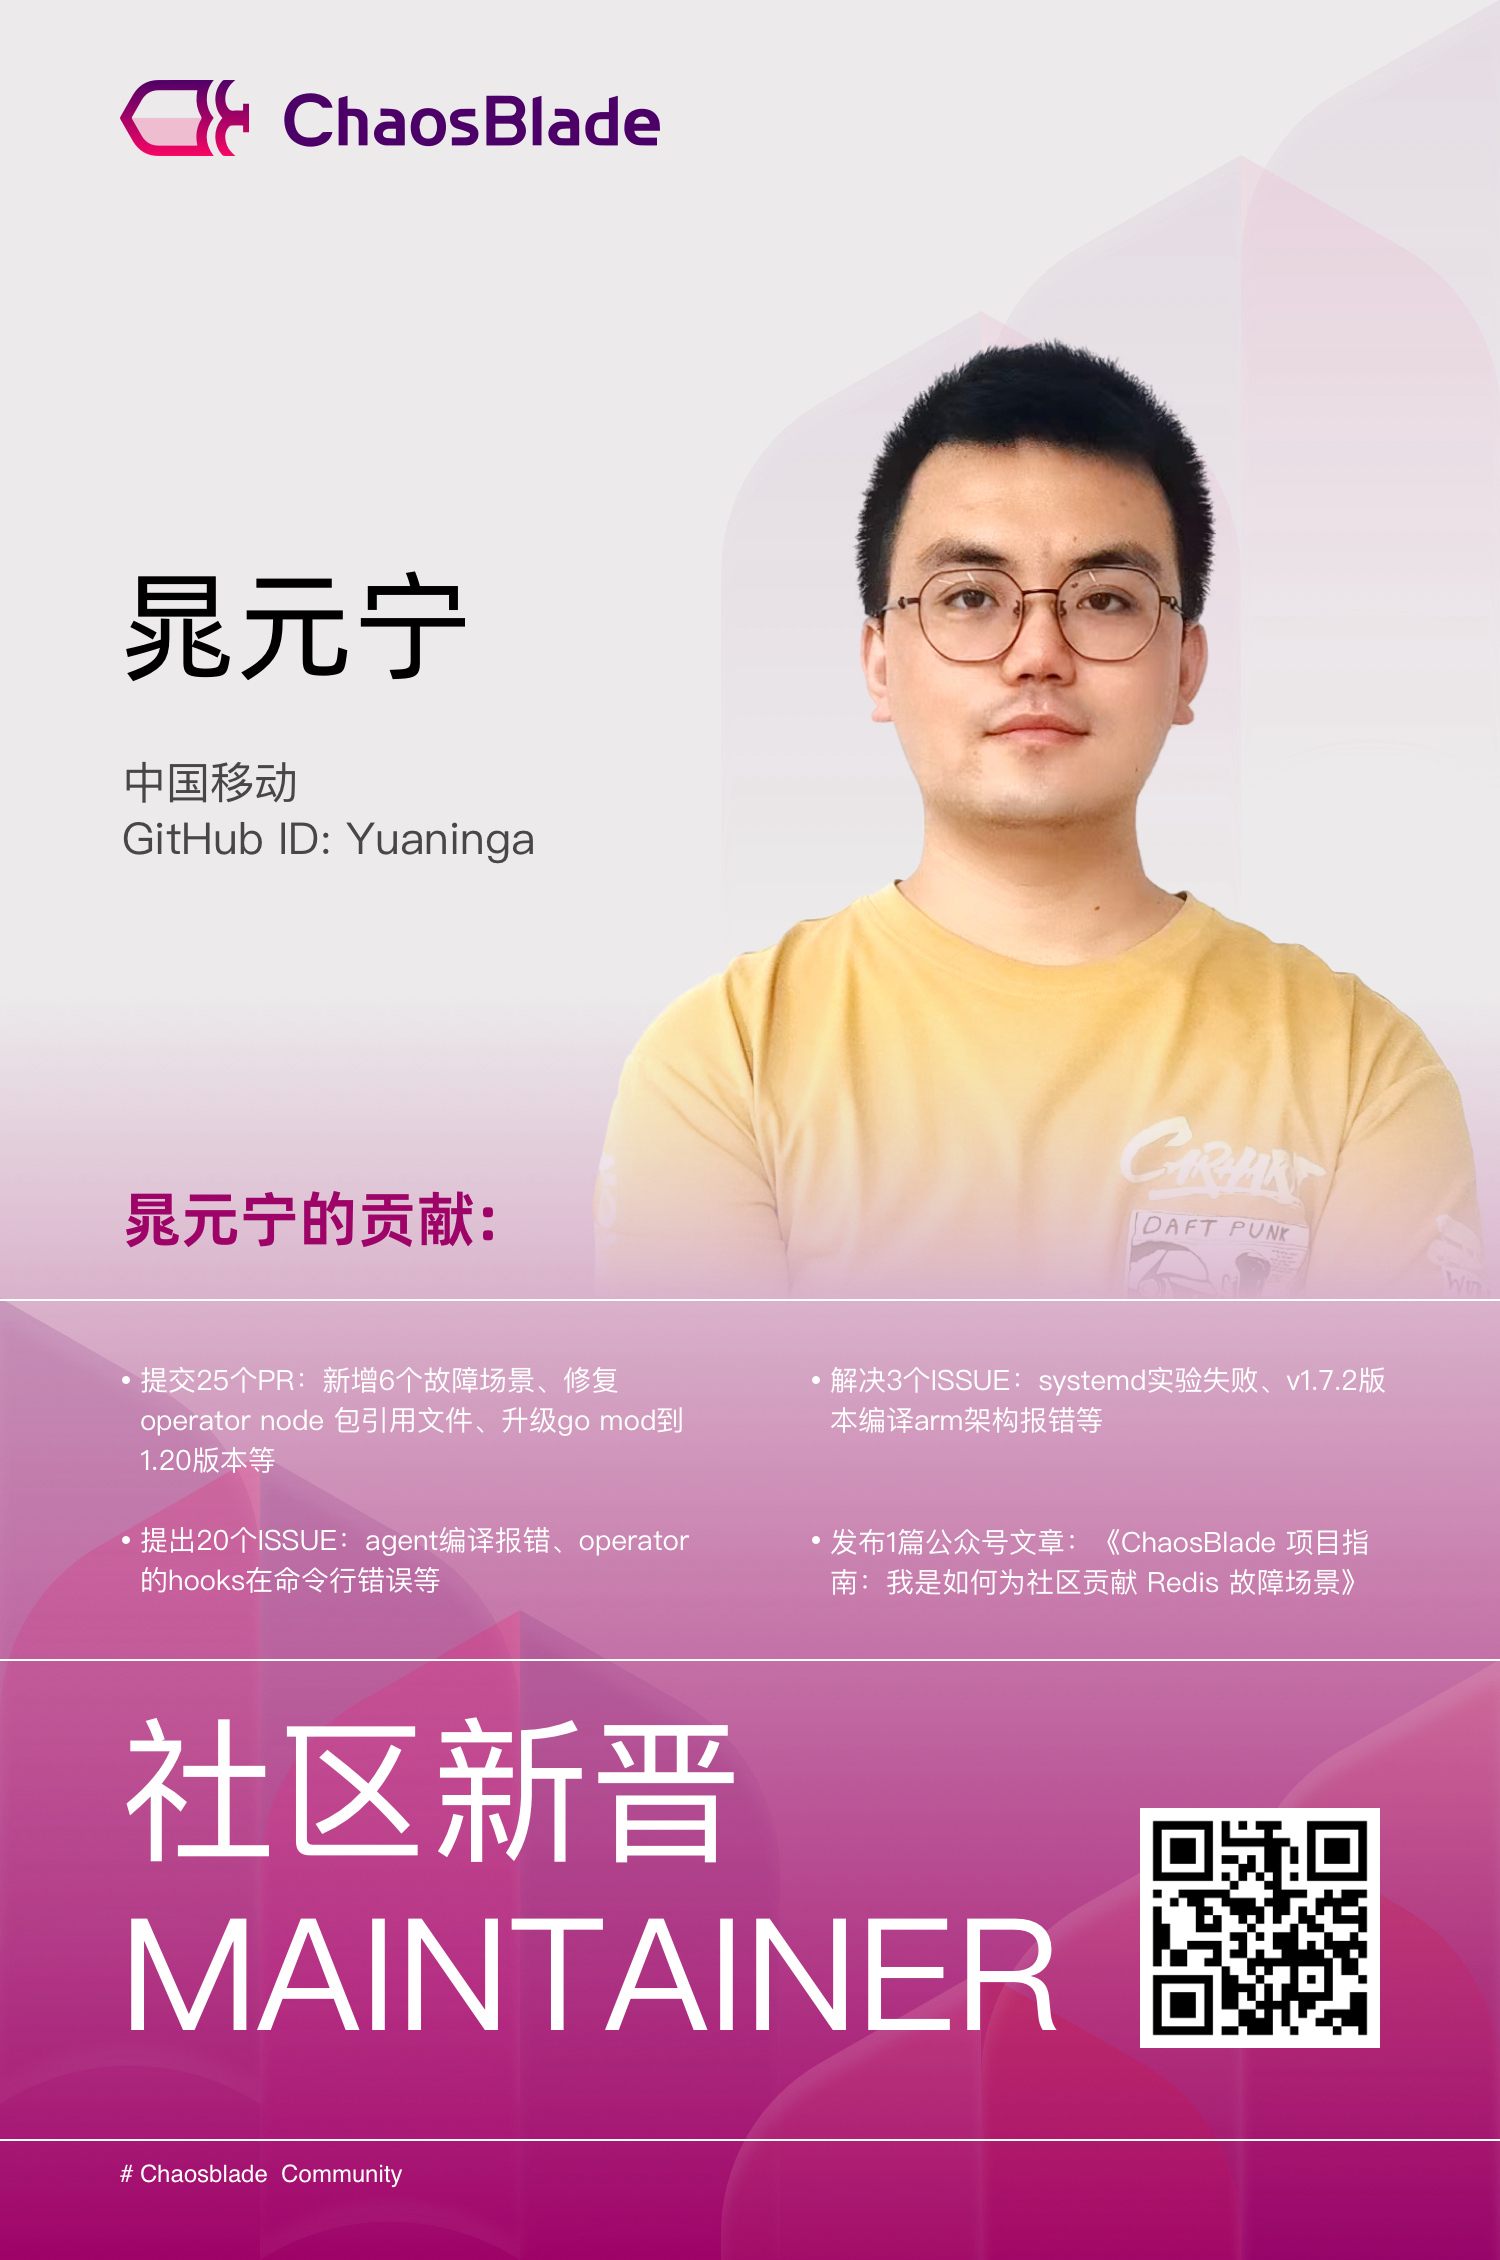 ChaosBlade
晁元宁
中国移动
GitHub ID: Yuaninga
CARHART
DAFT PUNK
晁元宁的贡献：
• 提交25个PR：新增6个故障场景、修复
operator node 包引用文件、升级go mod到
1.20版本等
• 提出20个ISSUE：agent编译报错、operator
的hooks在命令行错误等
• 解决3个ISSUE：systemd实验失败、v1.7.2版
本编译arm架构报错等
• 发布1篇公众号文章：《ChaosBlade 项目指
南：我是如何为社区贡献 Redis 故障场景》
社区新晋
MAINTAINER
# Chaosblade Community